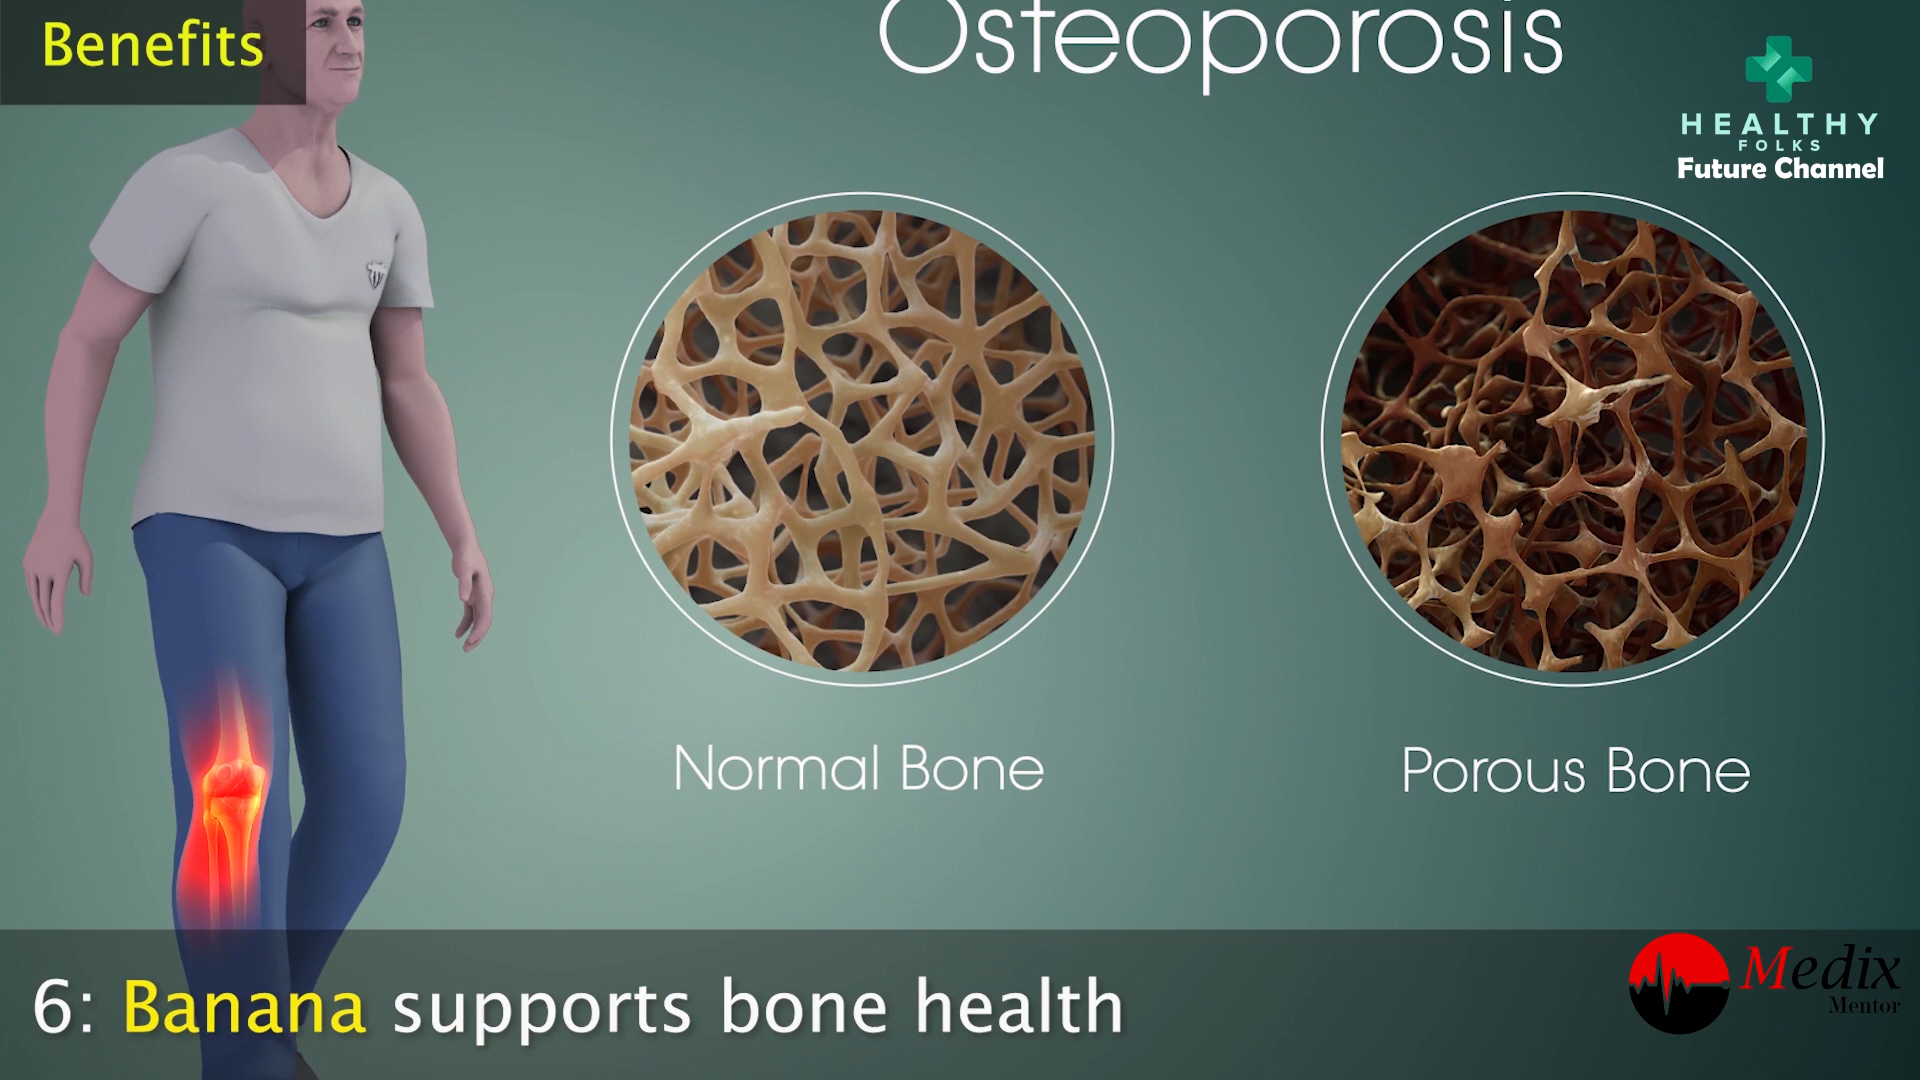 Benefits
Osteoporosis
HEALTHY
FOLKS
Future Channel
Normal Bone
Porous Bone
6: Banana supports bone health
Medix
Mentor